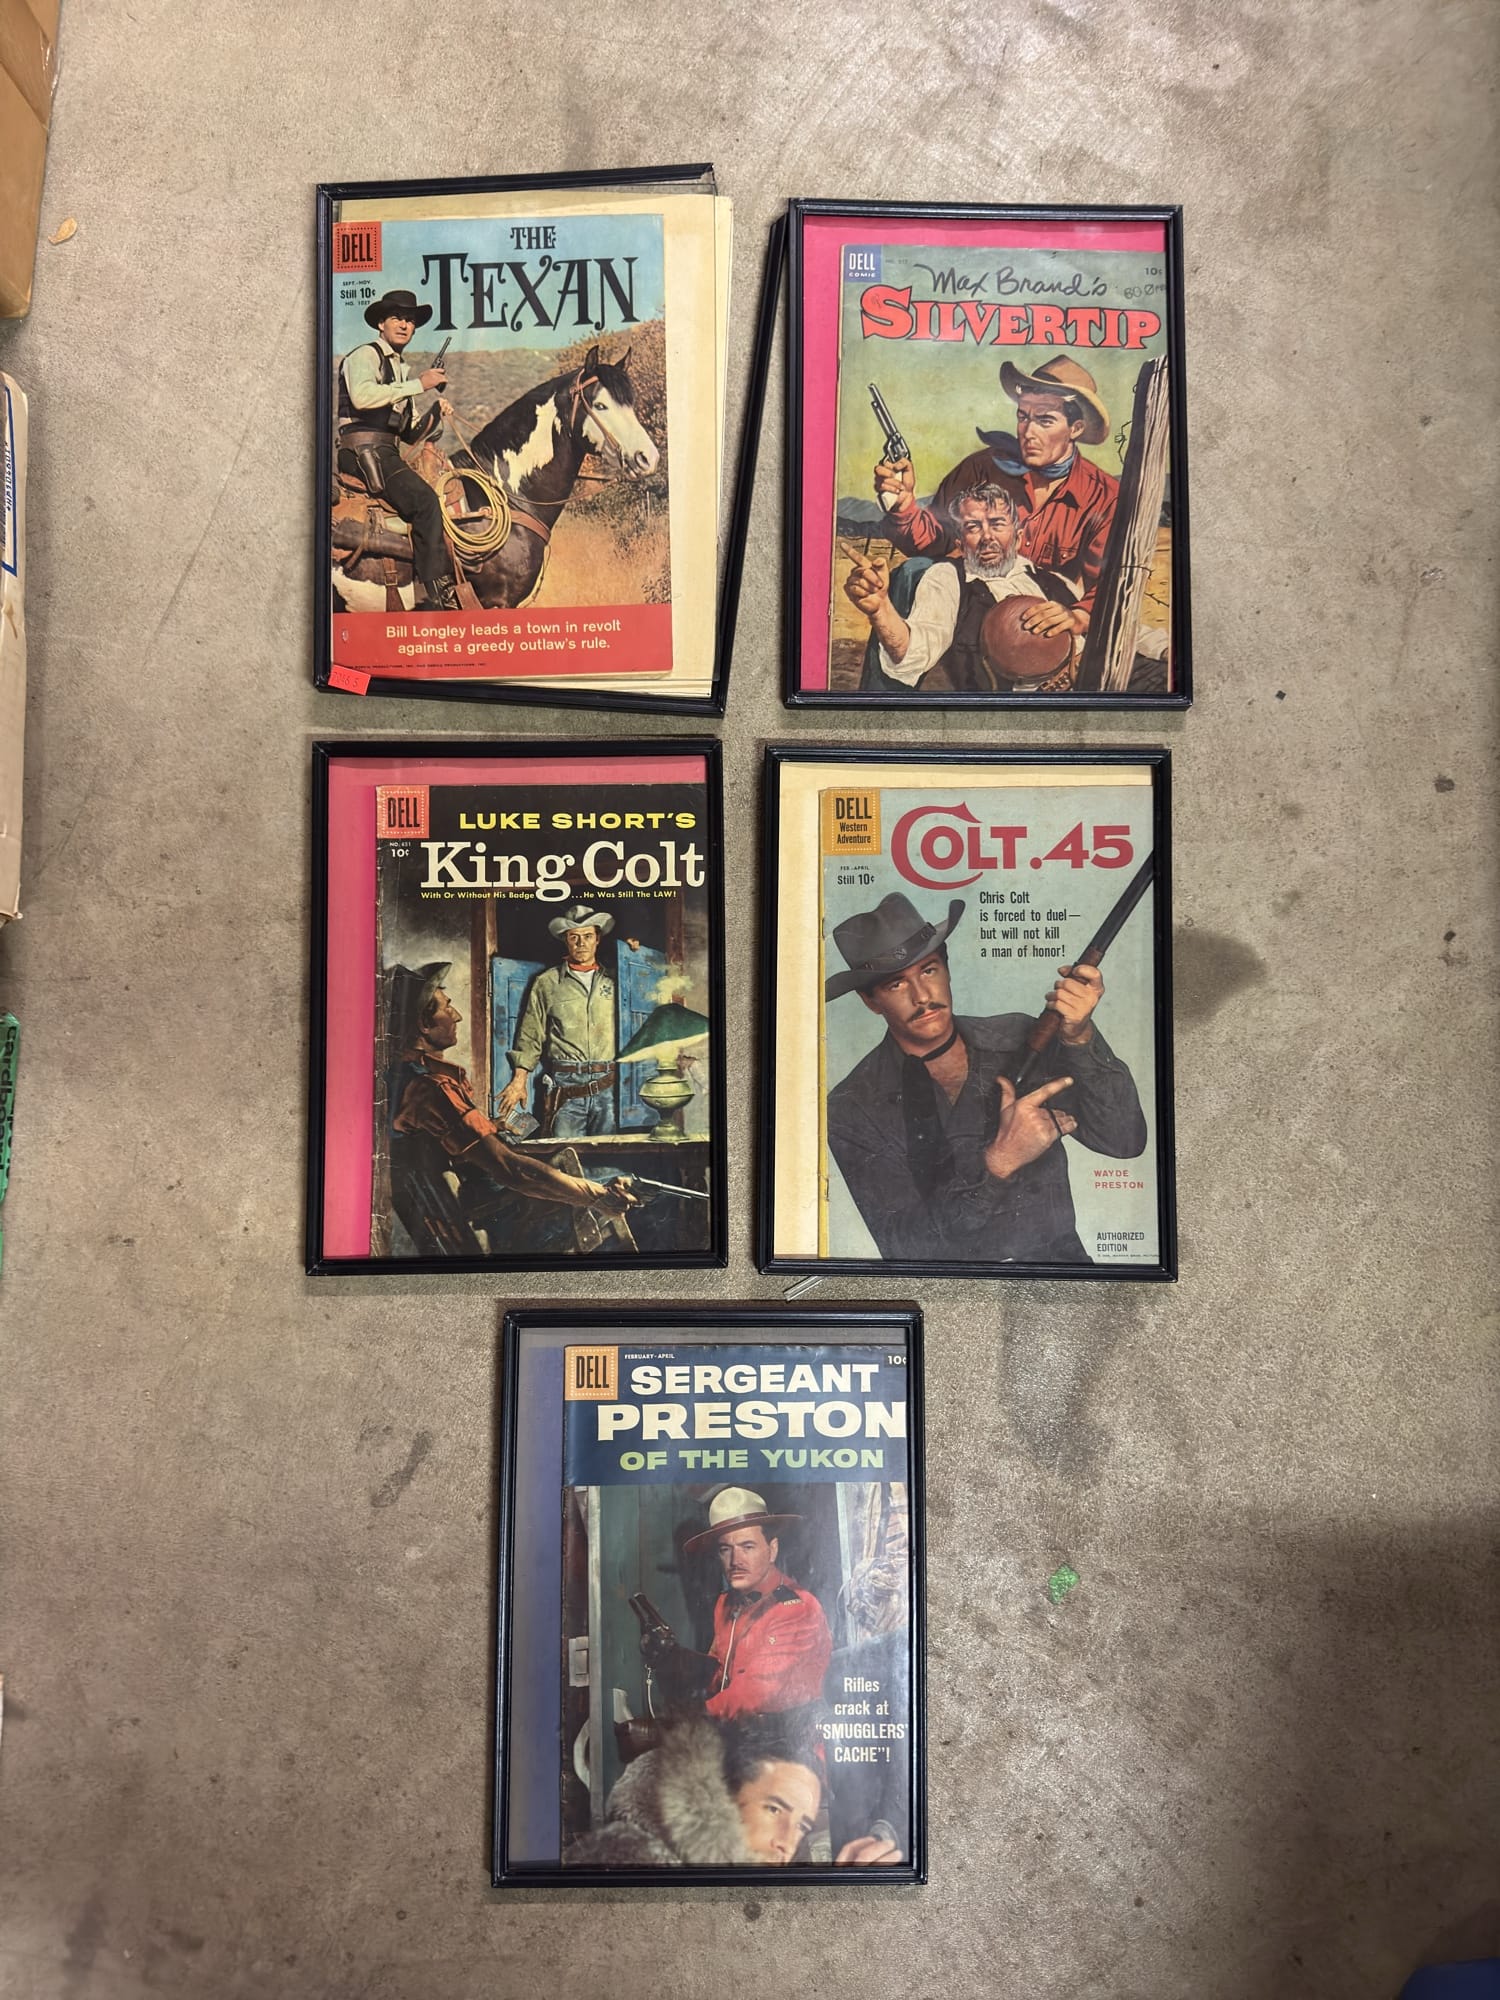 DELL
SEPT.-NOV.
Still 10¢
NO. 1027
THE
TEXAN
Bill Longley leads a town in revolt
against a greedy outlaw's rule.
DELL
COMIC
10¢
Max Brand's
SILVERTIP
DELL
NO. 651
10¢
LUKE SHORT'S
King Colt
With Or Without His Badge ...He Was Still The LAW!
DELL
Western
Adventure
FEB.-APRIL
Still 10¢
COLT .45
Chris Colt
is forced to duel—
but will not kill
a man of honor!
WAYDE
PRESTON
AUTHORIZED
EDITION
DELL
FEBRUARY-APRIL
10¢
SERGEANT
PRESTON
OF THE YUKON
Rifles
crack at
"SMUGGLERS'
CACHE"!